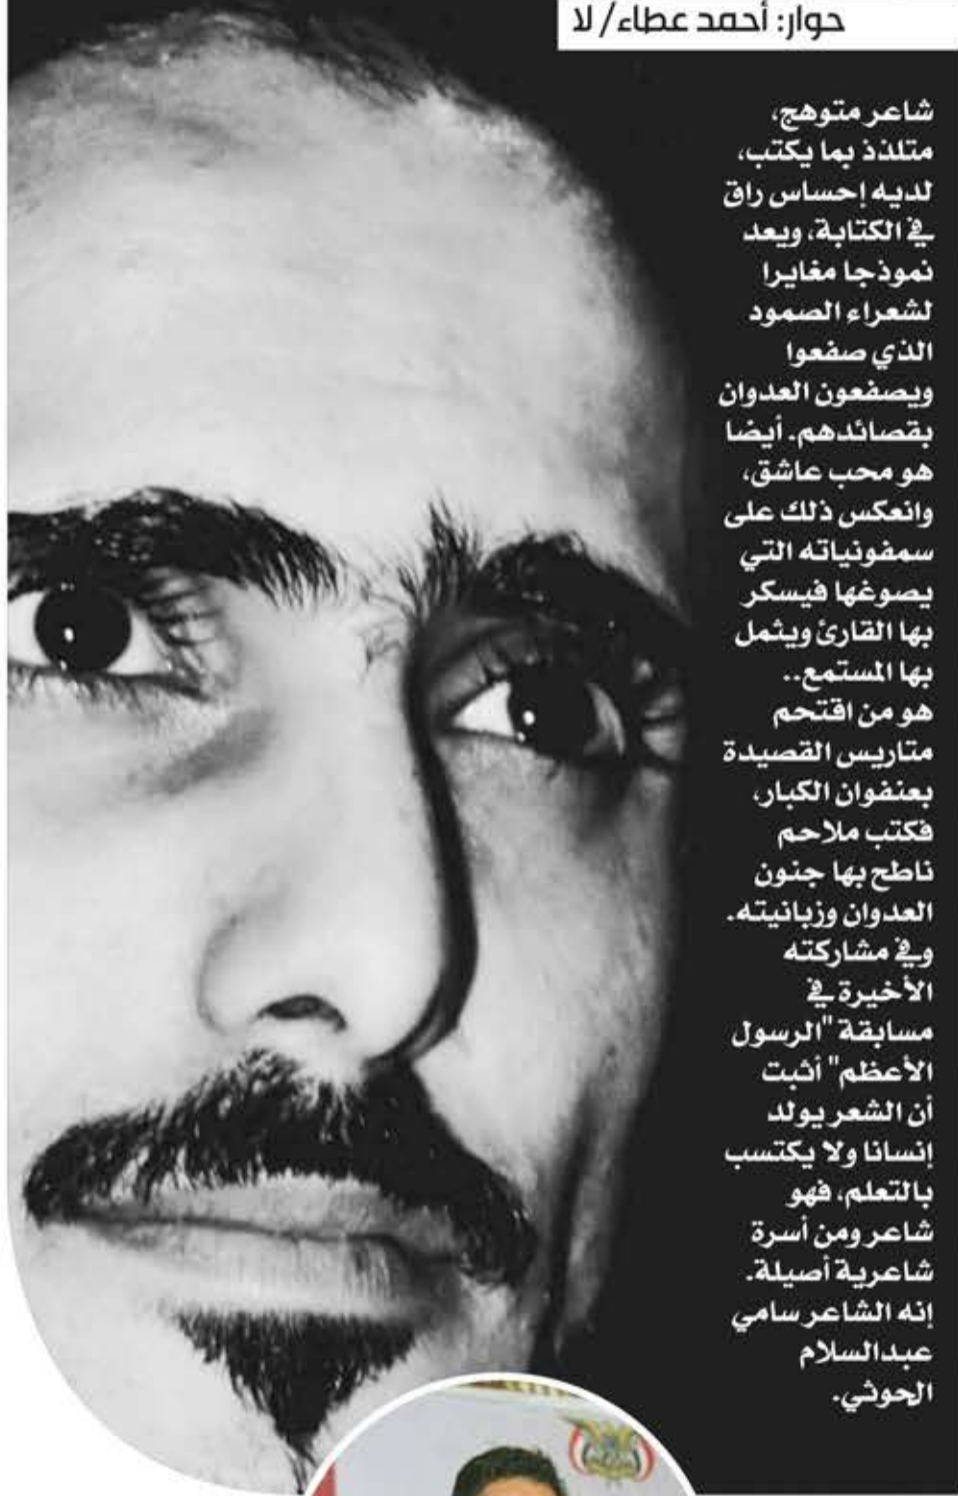 حوار: أحمد عطاء/ لا
شاعر متوهج،
متلذذ بما يكتب،
لديه إحساس راق
في الكتابة، ويعد
نموذجا مغايرا
لشعراء الصمود
الذي صفعوا
ويصفعون العدوان
بقصائدهم. أيضا
هو محب عاشق،
وانعكس ذلك على
سمفونياته التي
يصوغها فيسكر
بها القارئ ويثمل
بها المستمع..
هو من اقتحم
متاريس القصيدة
بعنفوان الكبار،
فكتب ملاحم
ناطح بها جنون
العدوان وزبانيته.
وفي مشاركته
الأخيرة في
مسابقة "الرسول
الأعظم" أثبت
أن الشعر يولد
إنسانا ولا يكتسب
بالتعلم، فهو
شاعر ومن أسرة
شاعرية أصيلة.
إنه الشاعر سامي
عبدالسلام
الحوثي.